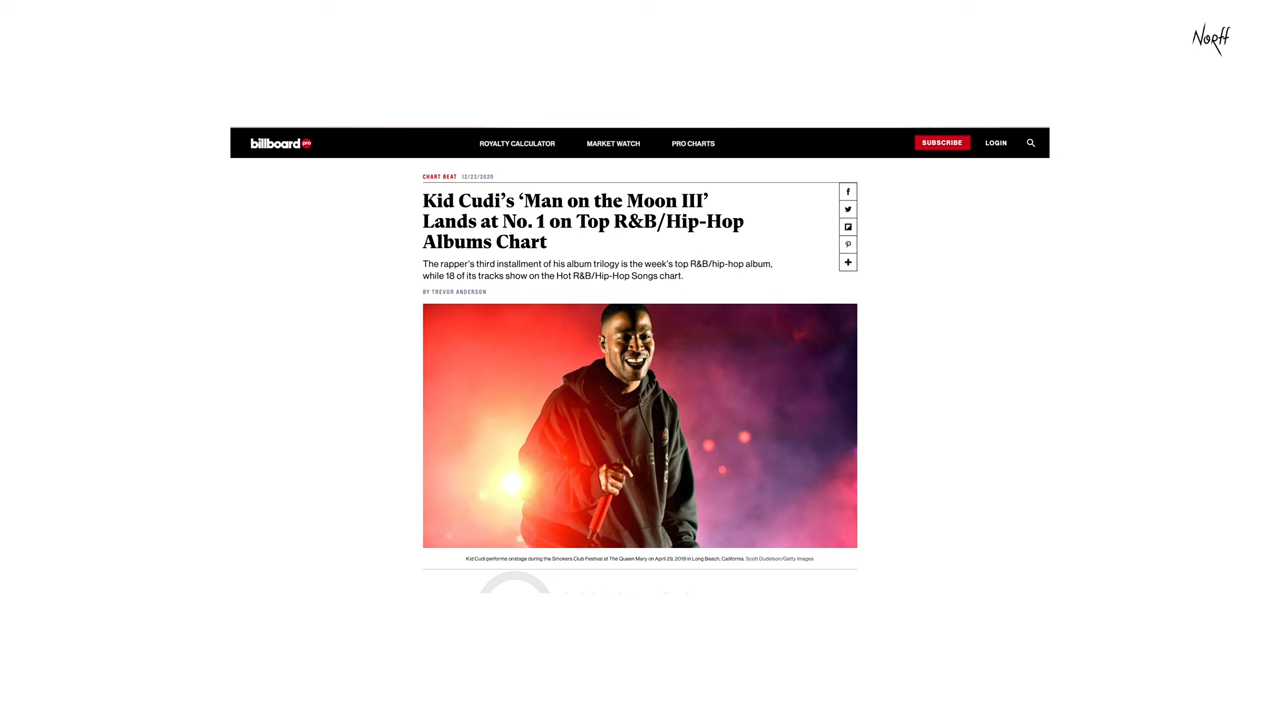 Norff
billboard pro
ROYALTY CALCULATOR MARKET WATCH PRO CHARTS
SUBSCRIBE LOGIN
CHART BEAT 12/22/2020
Kid Cudi's 'Man on the Moon III'
Lands at No. 1 on Top R&B/Hip-Hop
Albums Chart
The rapper's third installment of his album trilogy is the week's top R&B/hip-hop album,
while 18 of its tracks show on the Hot R&B/Hip-Hop Songs chart.
BY TREVOR ANDERSON
Kid Cudi performs onstage during the Smokers Club Festival at The Queen Mary on April 29, 2018 in Long Beach, California. Scott Dudelson/Getty Images